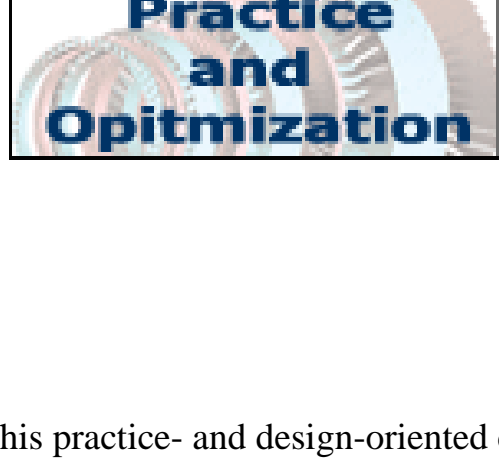 Practice
and
Opitmization
his practice- and design-oriented